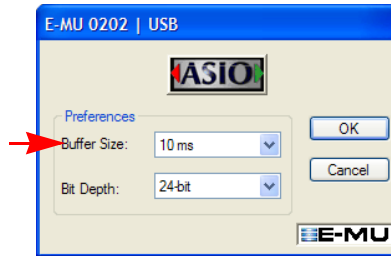 E-MU 0202 | USB
ASIO
Preferences
Buffer Size: 10 ms
Bit Depth: 24-bit
OK
Cancel
E-MU